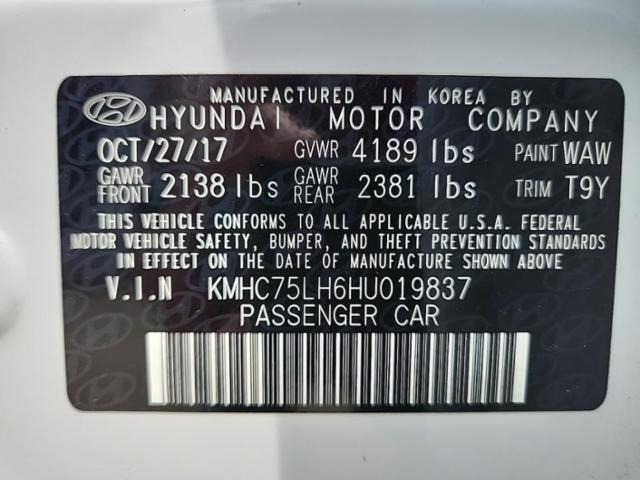 MANUFACTURED IN KOREA BY
HYUNDAI MOTOR COMPANY
OCT/27/17 GVWR 4189 lbs PAINT WAW
GAWR FRONT 2138 lbs GAWR REAR 2381 lbs TRIM T9Y
THIS VEHICLE CONFORMS TO ALL APPLICABLE U.S.A. FEDERAL
MOTOR VEHICLE SAFETY, BUMPER, AND THEFT PREVENTION STANDARDS
IN EFFECT ON THE DATE OF MANUFACTURE SHOWN ABOVE.
V.I.N KMHC75LH6HU019837
PASSENGER CAR